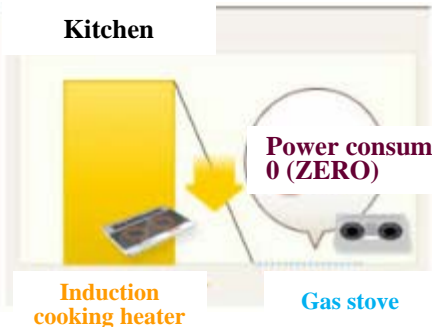 Kitchen
Power consum
0 (ZERO)
Induction
cooking heater
Gas stove